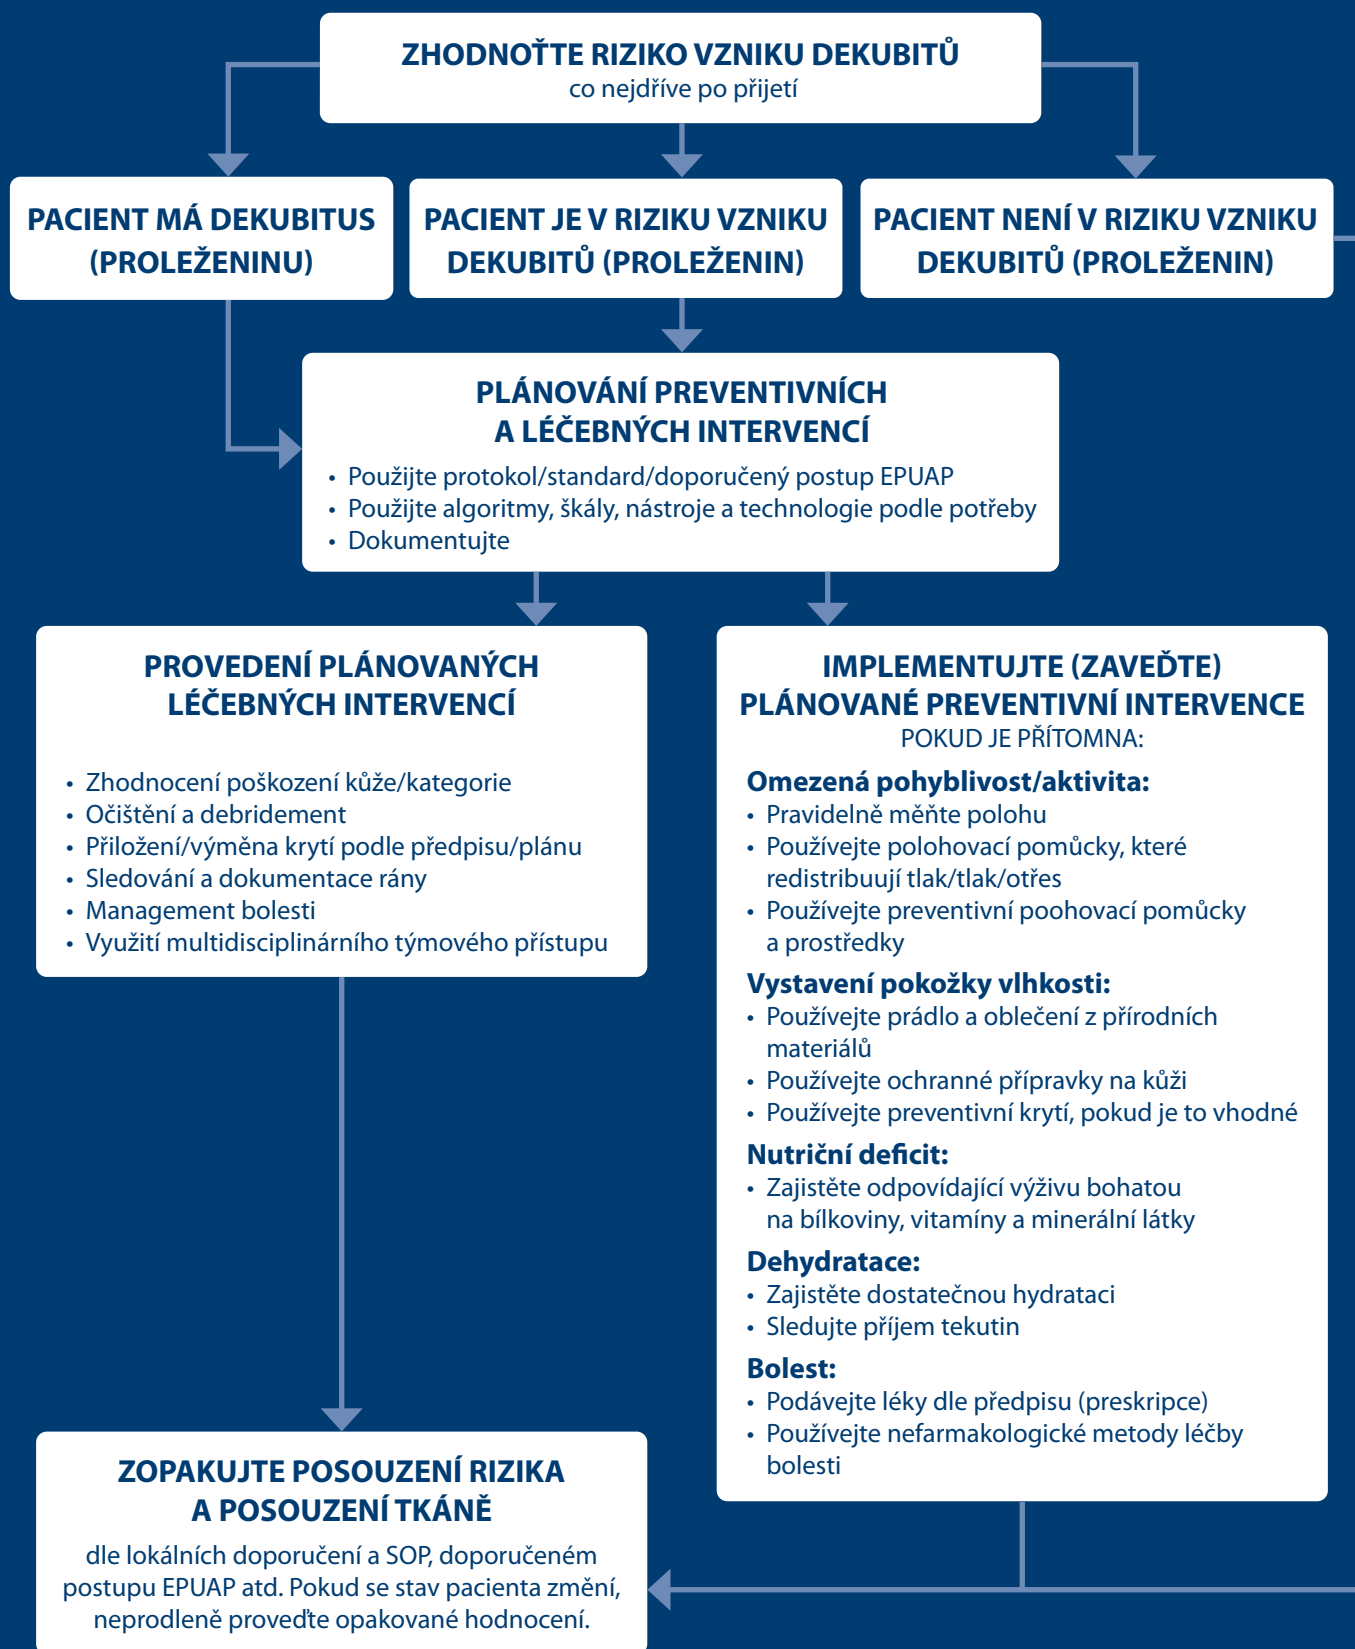 ZHODNOŤTE RIZIKO VZNIKU DEKUBITŮ
co nejdříve po přijetí
PACIENT MÁ DEKUBITUS
(PROLEŽENINU)
PACIENT JE V RIZIKU VZNIKU
DEKUBITŮ (PROLEŽENIN)
PACIENT NENÍ V RIZIKU VZNIKU
DEKUBITŮ (PROLEŽENIN)
PLÁNOVÁNÍ PREVENTIVNÍCH
A LÉČEBNÝCH INTERVENCÍ
• Použijte protokol/standard/doporučený postup EPUAP
• Použijte algoritmy, škály, nástroje a technologie podle potřeby
• Dokumentujte
PROVEDENÍ PLÁNOVANÝCH
LÉČEBNÝCH INTERVENCÍ
• Zhodnocení poškození kůže/kategorie
• Očištění a debridement
• Přiložení/výměna krytí podle předpisu/plánu
• Sledování a dokumentace rány
• Management bolesti
• Využití multidisciplinárního týmového přístupu
IMPLEMENTUJTE (ZAVEĎTE)
PLÁNOVANÉ PREVENTIVNÍ INTERVENCE
POKUD JE PŘÍTOMNA:
Omezená pohyblivost/aktivita:
• Pravidelně měňte polohu
• Používejte polohovací pomůcky, které
redistribuují tlak/tlak/otřes
• Používejte preventivní poohovací pomůcky
a prostředky
Vystavení pokožky vlhkosti:
• Používejte prádlo a oblečení z přírodních
materiálů
• Používejte ochranné přípravky na kůži
• Používejte preventivní krytí, pokud je to vhodné
Nutriční deficit:
• Zajistěte odpovídající výživu bohatou
na bílkoviny, vitamíny a minerální látky
Dehydratace:
• Zajistěte dostatečnou hydrataci
• Sledujte příjem tekutin
Bolest:
• Podávejte léky dle předpisu (preskripce)
• Používejte nefarmakologické metody léčby
bolesti
ZOPAKUJTE POSOUZENÍ RIZIKA
A POSOUZENÍ TKÁNĚ
dle lokálních doporučení a SOP, doporučeném
postupu EPUAP atd. Pokud se stav pacienta změní,
neprodleně proveďte opakované hodnocení.